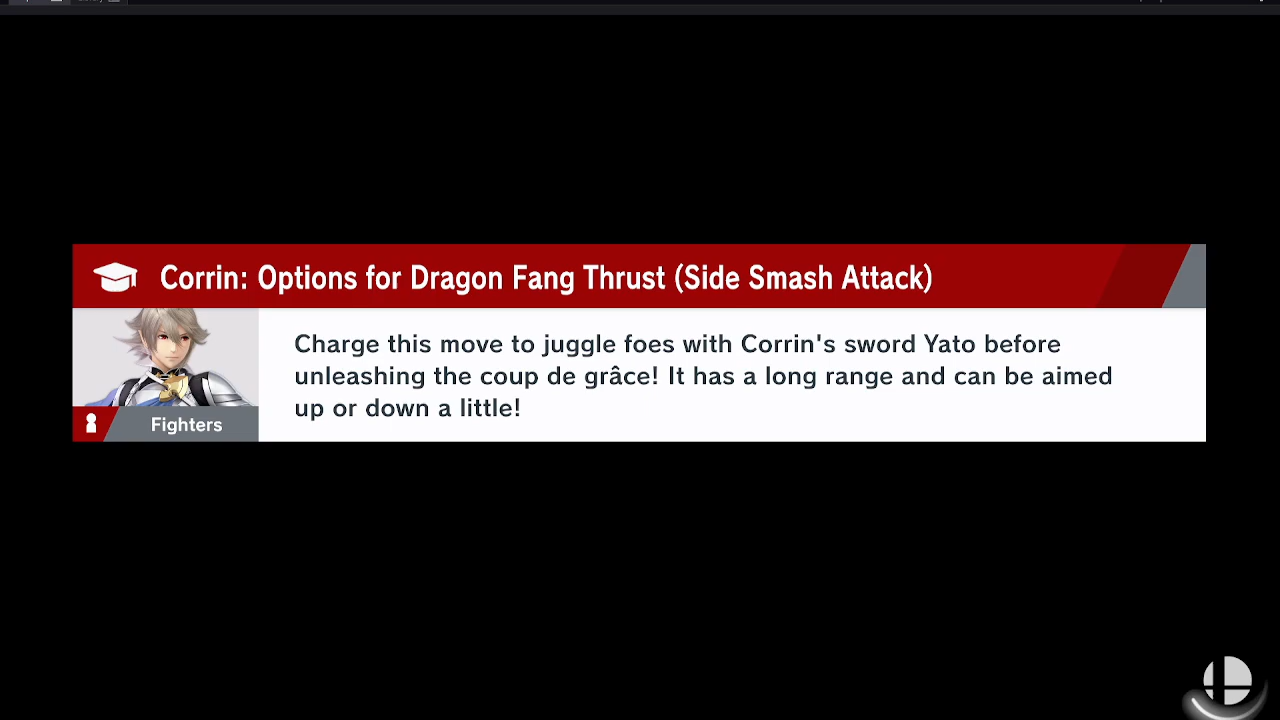 Corrin: Options for Dragon Fang Thrust (Side Smash Attack)
Charge this move to juggle foes with Corrin's sword Yato before
unleashing the coup de grâce! It has a long range and can be aimed
up or down a little!
Fighters